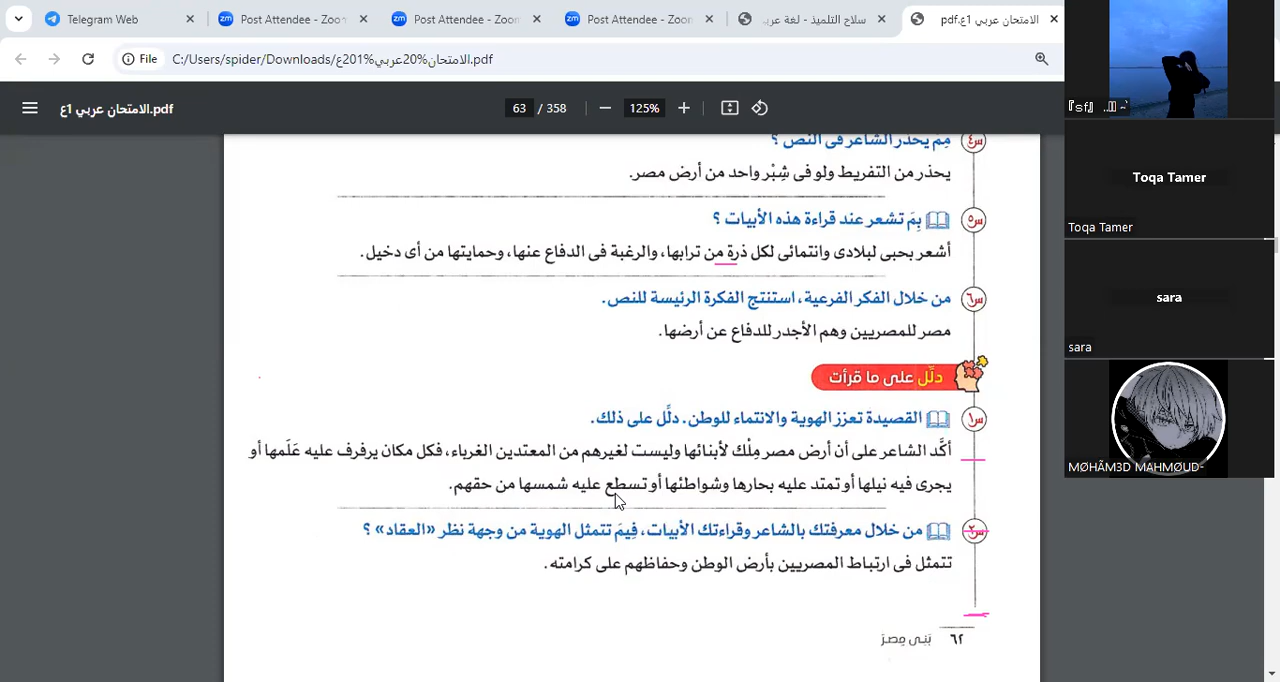 Telegram Web
Post Attendee - Zoom
Post Attendee - Zoom
Post Attendee - Zoom
سلاح التلميذ - لغة عربـ
الامتحان عربي 1ع.pdf
File
C:/Users/spider/Downloads/الامتحان%20عربي%201ع.pdf
الامتحان عربي 1ع.pdf
63 / 358
125%
س٤ مِمَ يحذر الشاعر فى النص ؟
يحذر من التفريط ولو فى شِبْر واحد من أرض مصر.
س٥ بِمَ تشعر عند قراءة هذه الأبيات ؟
أشعر بحبى لبلادى وانتمائى لكل ذرة من ترابها، والرغبة فى الدفاع عنها، وحمايتها من أى دخيل.
س٦ من خلال الفكر الفرعية، استنتج الفكرة الرئيسة للنص.
مصر للمصريين وهم الأجدر للدفاع عن أرضها.
دلِّل على ما قرأت
س١ القصيدة تعزز الهوية والانتماء للوطن. دلِّل على ذلك.
أكَّد الشاعر على أن أرض مصر مِلْك لأبنائها وليست لغيرهم من المعتدين الغرباء، فكل مكان يرفرف عليه عَلَمها أو
يجرى فيه نيلها أو تمتد عليه بحارها وشواطئها أو تسطع عليه شمسها من حقهم.
س٢ من خلال معرفتك بالشاعر وقراءتك الأبيات، فِيمَ تتمثل الهوية من وجهة نظر «العقاد» ؟
تتمثل فى ارتباط المصريين بأرض الوطن وحفاظهم على كرامته.
٦٢ بَنِى مِصرَ
Toqa Tamer
Toqa Tamer
sara
sara
MØHÃM3D MAHMØUD-